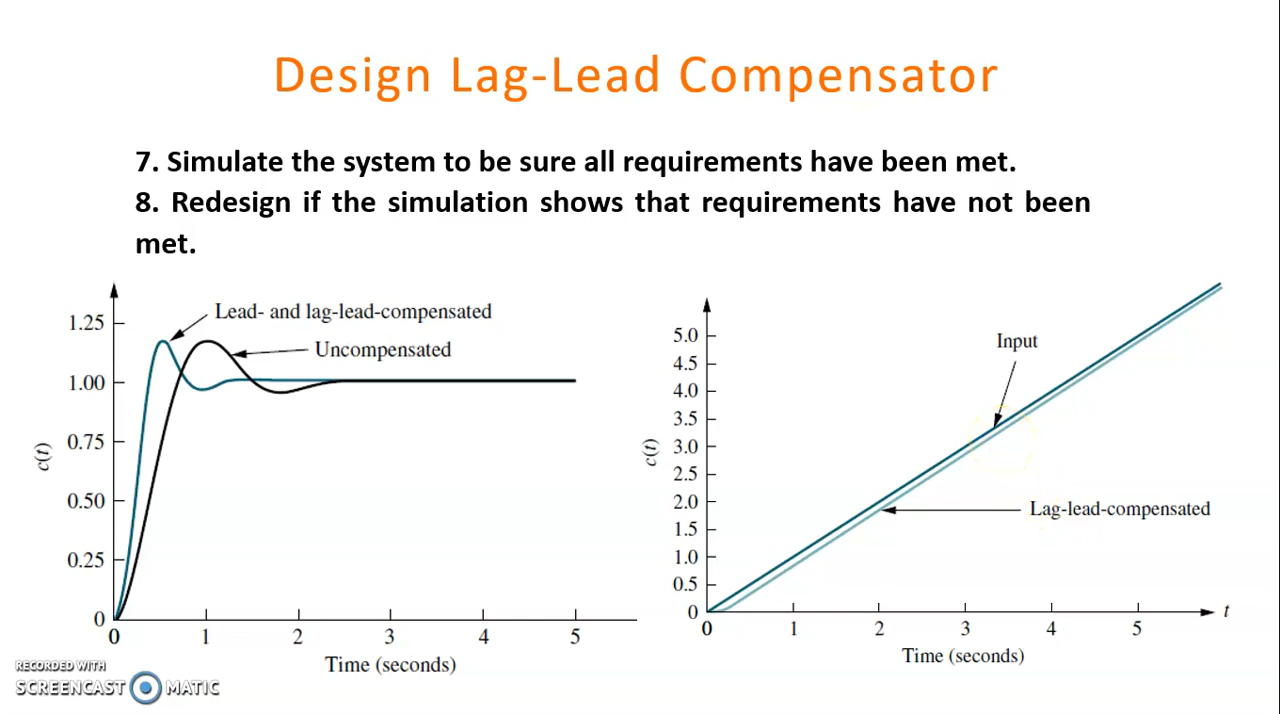 Design Lag-Lead Compensator
7. Simulate the system to be sure all requirements have been met.
8. Redesign if the simulation shows that requirements have not been
met.
Lead- and lag-lead-compensated
Uncompensated
1.25
1.00
0.75
0.50
0.25
0
c(t)
0 1 2 3 4 5
Time (seconds)
Input
Lag-lead-compensated
5.0
4.5
4.0
3.5
3.0
2.5
2.0
1.5
1.0
0.5
0
c(t)
t
0 1 2 3 4 5
Time (seconds)
RECORDED WITH
SCREENCAST MATIC